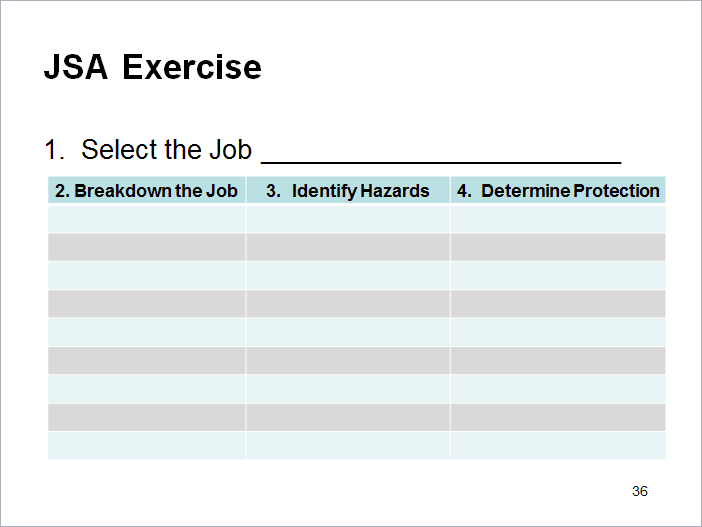 JSA Exercise
1. Select the Job ________________________
2. Breakdown the Job 3. Identify Hazards 4. Determine Protection
36